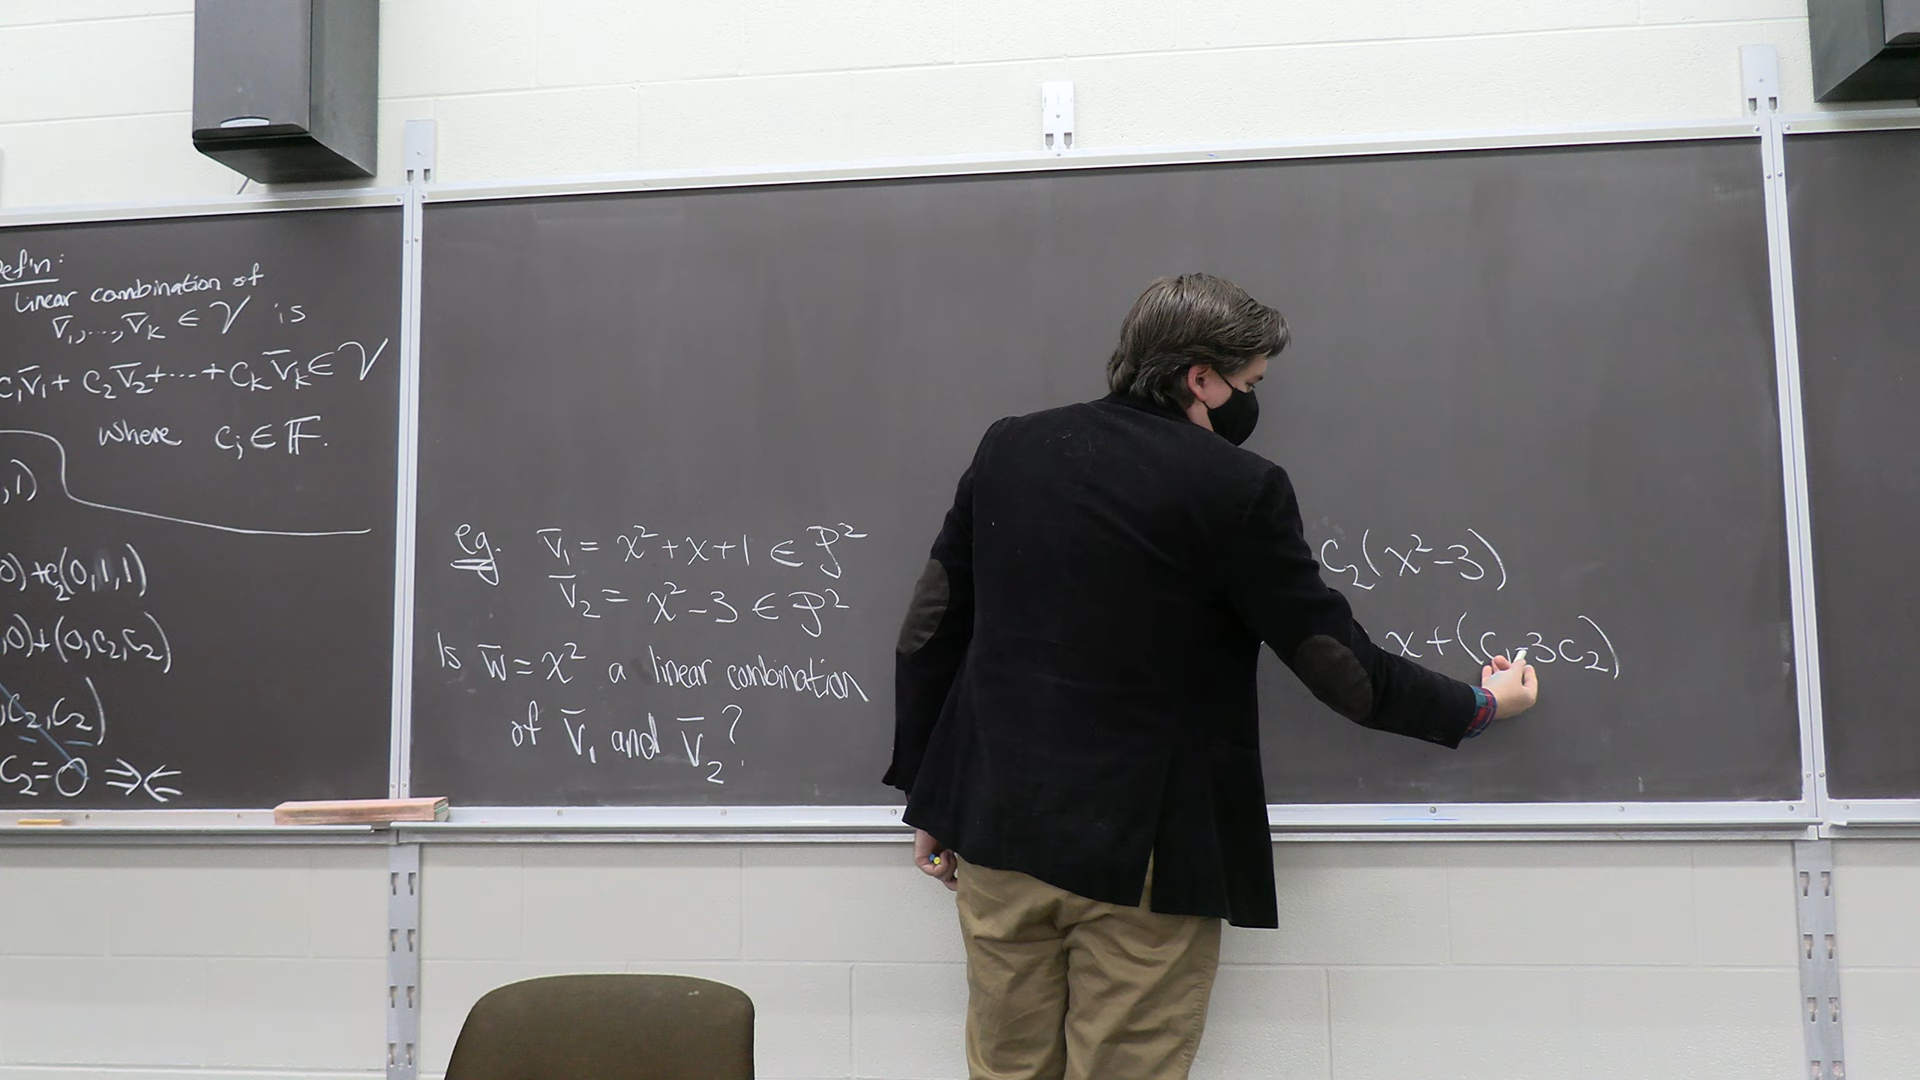 Defn:
linear combination of
v̄₁,...,v̄ₖ ∈ V is
c₁v̄₁ + c₂v̄₂ + ... + cₖv̄ₖ ∈ V
where cᵢ ∈ F.
,1)
0)+c₂(0,1,1)
,0)+(0,c₂,c₂)
,c₂,c₂)
c₂=0 ⇒⇐
eg. v̄₁ = x²+x+1 ∈ P²
v̄₂ = x²-3 ∈ P²
Is w̄ = x² a linear combination
of v̄₁ and v̄₂?
c₂(x²-3)
x+(c₁-3c₂)